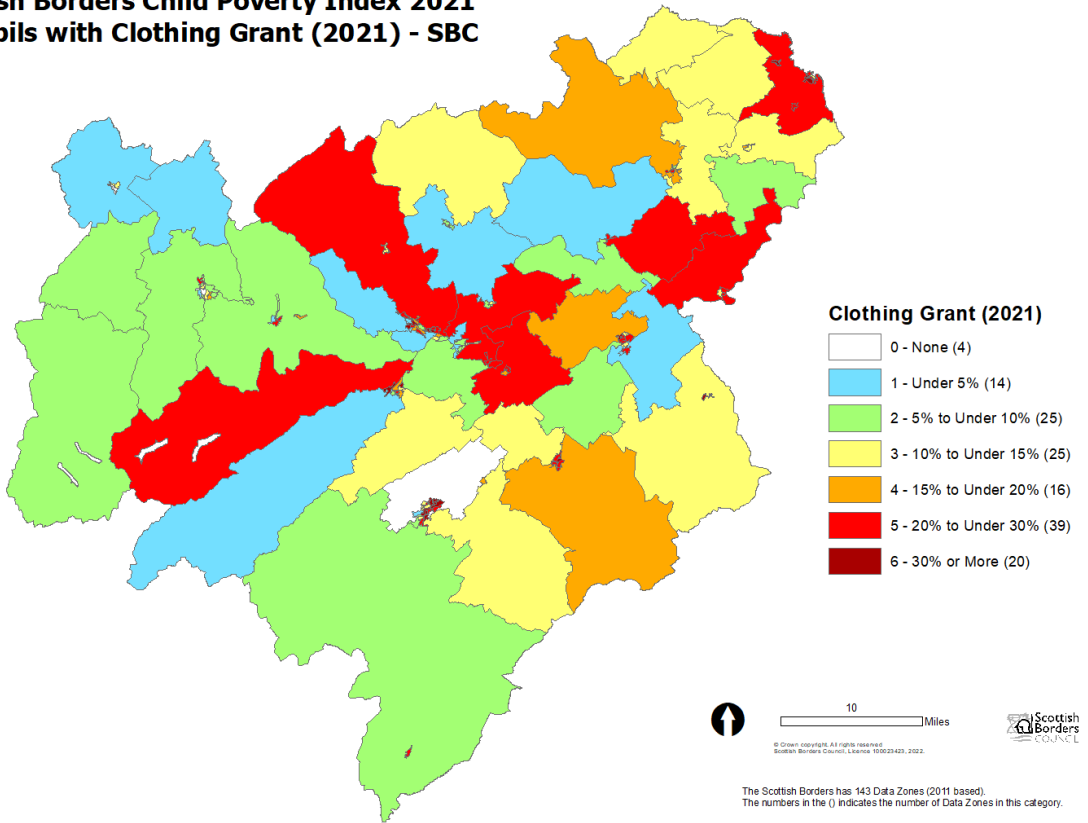 sh Borders Child Poverty Index 2021
pils with Clothing Grant (2021) - SBC
Clothing Grant (2021)
0 - None (4)
1 - Under 5% (14)
2 - 5% to Under 10% (25)
3 - 10% to Under 15% (25)
4 - 15% to Under 20% (16)
5 - 20% to Under 30% (39)
6 - 30% or More (20)
10
Miles
© Crown copyright. All rights reserved
Scottish Borders Council, Licence 100023423, 2022.
Scottish
Borders
COUNCIL
The Scottish Borders has 143 Data Zones (2011 based).
The numbers in the () indicates the number of Data Zones in this category.